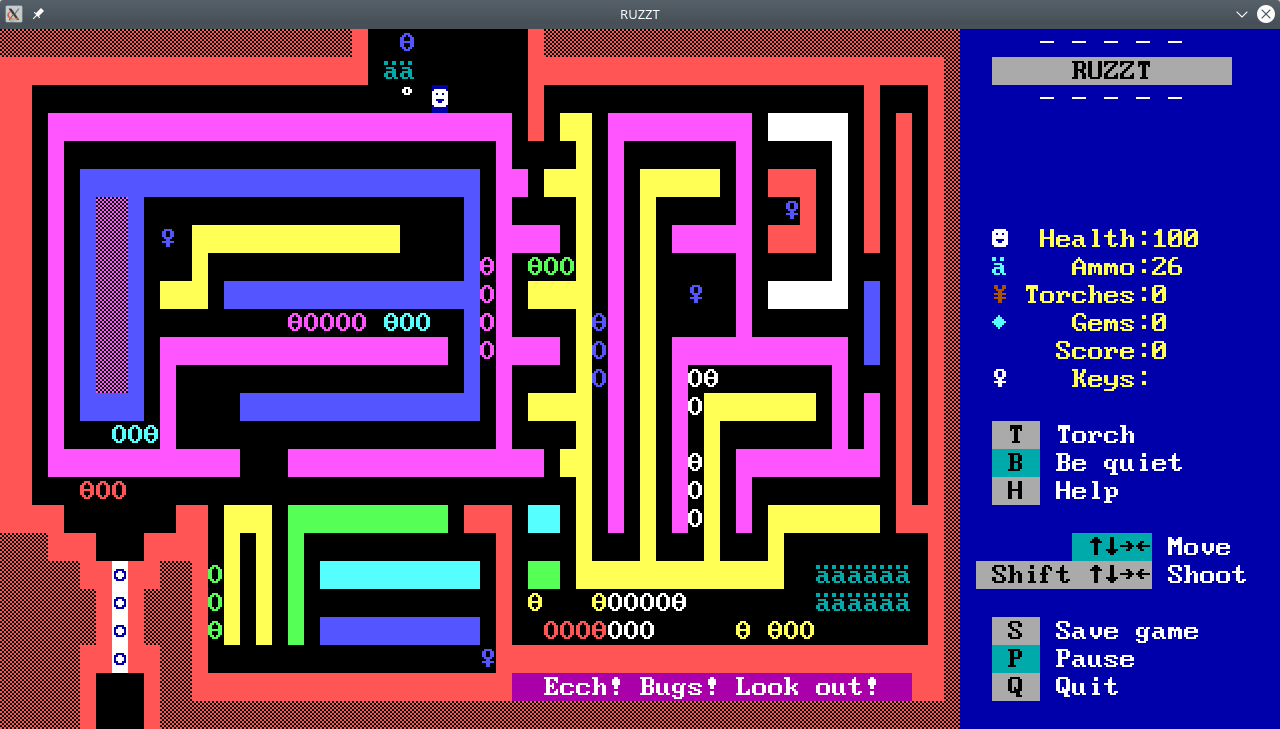 RUZZT
RUZZT
Health:100
Ammo:26
Torches:0
Gems:0
Score:0
Keys:
T Torch
B Be quiet
H Help
↑↓→← Move
Shift ↑↓→← Shoot
S Save game
P Pause
Q Quit
Ecch! Bugs! Look out!